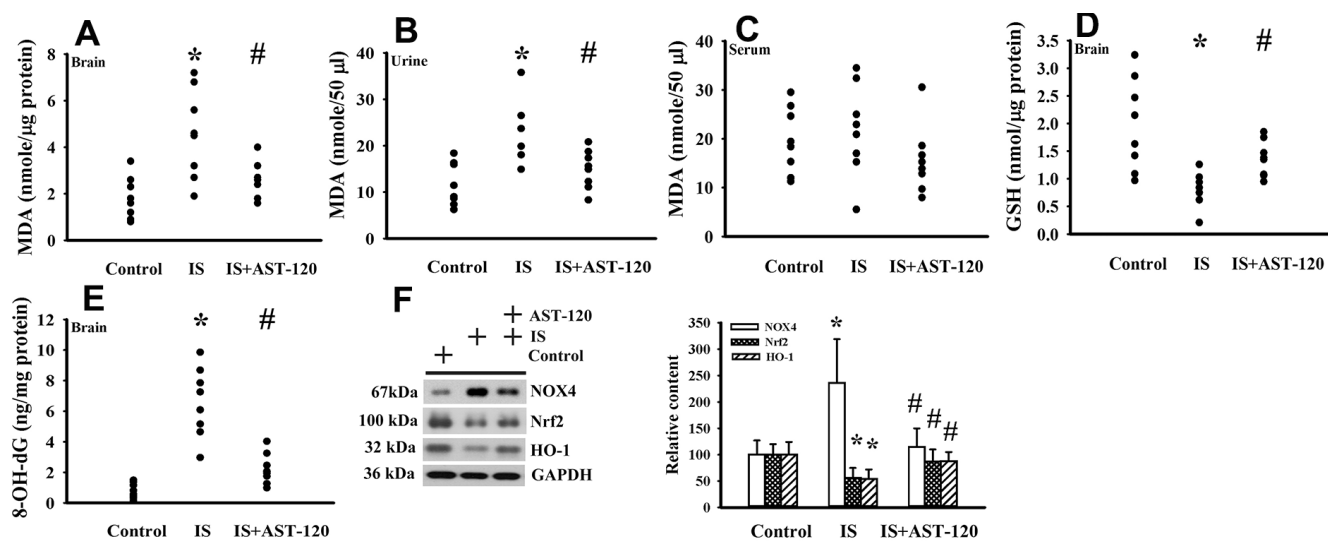 A
MDA (nmole/μg protein)
8
6
4
2
0
Brain
*
#
Control IS IS+AST-120
B
MDA (nmole/50 μl)
40
30
20
10
0
Urine
*
#
Control IS IS+AST-120
C
MDA (nmole/50 μl)
50
40
30
20
10
0
Serum
Control IS IS+AST-120
D
GSH (nmol/μg protein)
3.5
3.0
2.5
2.0
1.5
1.0
0.5
0.0
Brain
*
#
Control IS IS+AST-120
E
8-OH-dG (ng/mg protein)
12
10
8
6
4
2
0
Brain
*
#
Control IS IS+AST-120
F
+ AST-120
+ + IS
+ Control
67kDa NOX4
100 kDa Nrf2
32 kDa HO-1
36 kDa GAPDH
Relative content
350
300
250
200
150
100
50
0
NOX4
Nrf2
HO-1
*
* *
# # #
Control IS IS+AST-120